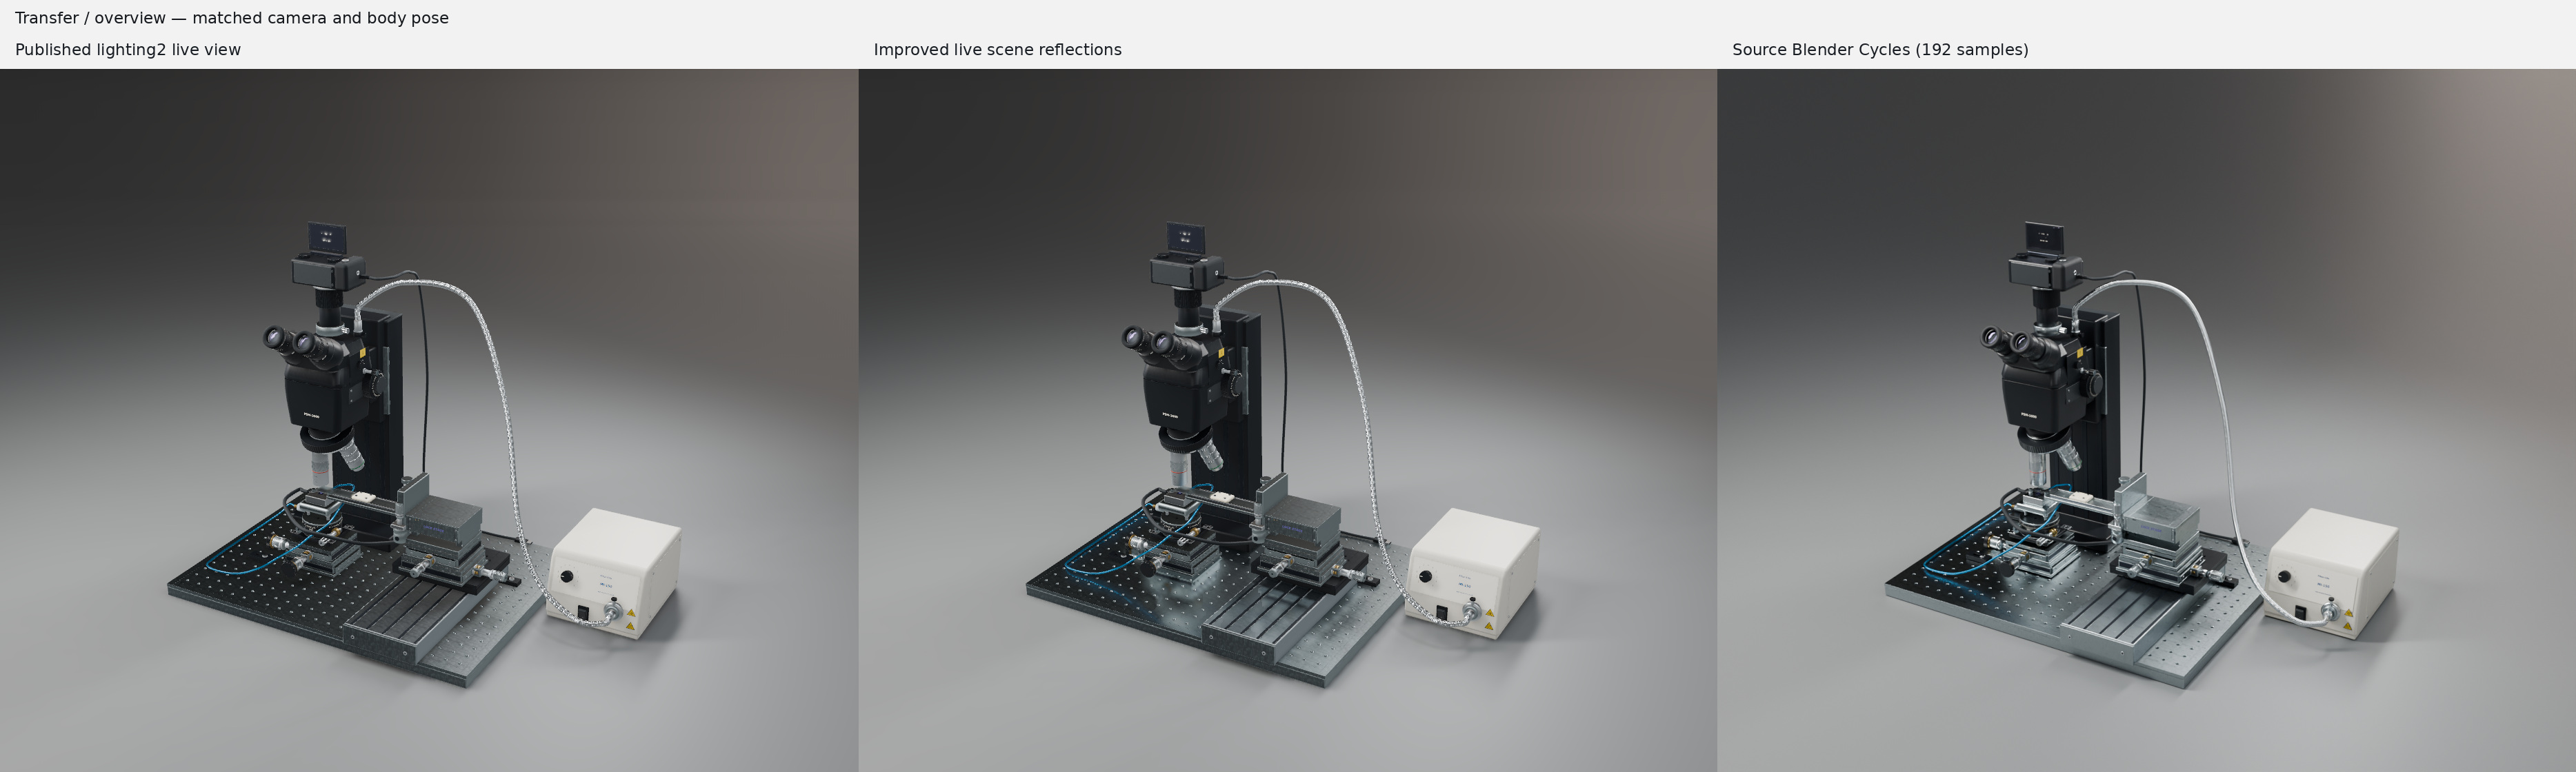 Transfer / overview — matched camera and body pose
Published lighting2 live view
Improved live scene reflections
Source Blender Cycles (192 samples)